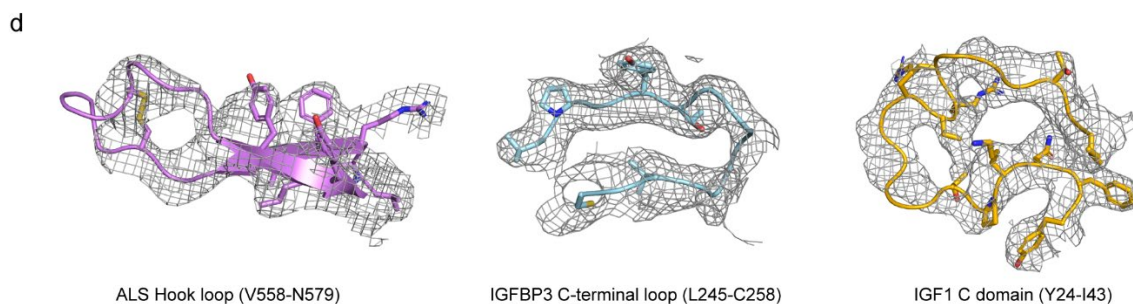 d
ALS Hook loop (V558-N579)
IGFBP3 C-terminal loop (L245-C258)
IGF1 C domain (Y24-I43)